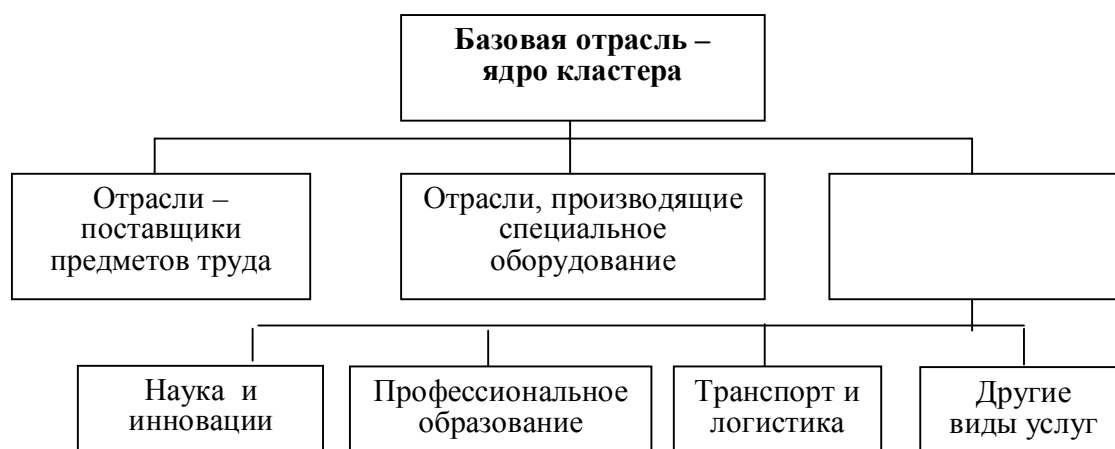 Базовая отрасль –
ядро кластера
Отрасли –
поставщики
предметов труда
Отрасли, производящие
специальное
оборудование
Наука и
инновации
Профессиональное
образование
Транспорт и
логистика
Другие
виды услуг